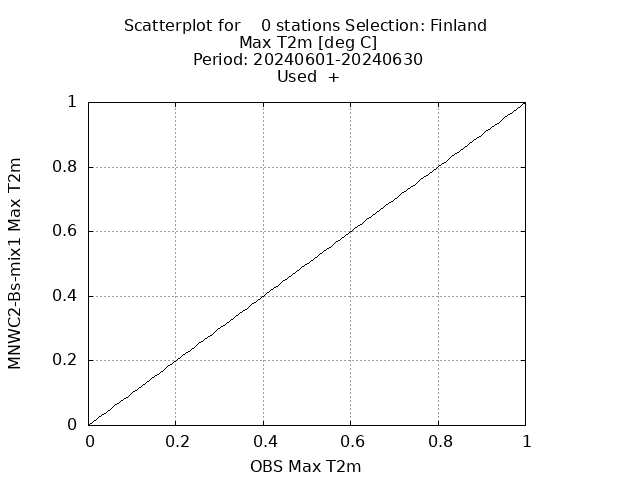 Scatterplot for    0 stations Selection: Finland
Max T2m [deg C]
Period: 20240601-20240630
Used  +
1
0.8
0.6
0.4
0.2
0
MNWC2-Bs-mix1 Max T2m
0 0.2 0.4 0.6 0.8 1
OBS Max T2m